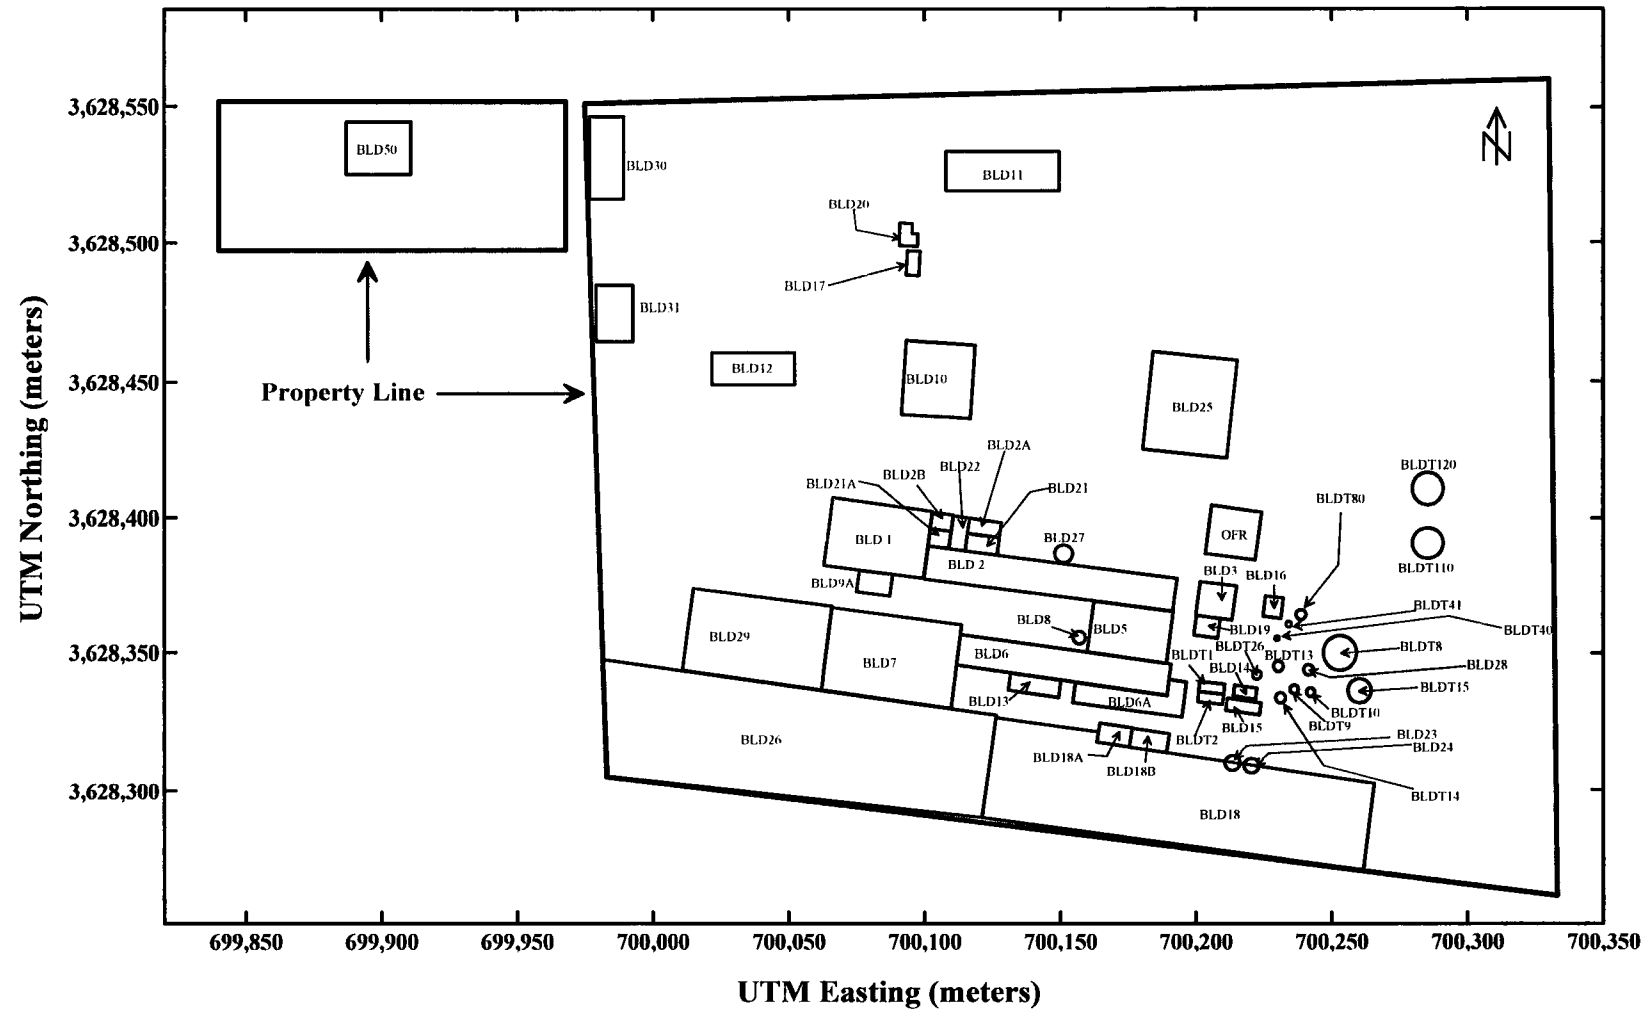 3,628,550
BLD50
BLD30
BLD11
N
BLD20
3,628,500
BLD17
BLD31
BLD12
3,628,450
BLD10
BLD25
Property Line
UTM Northing (meters)
BLD2A
BLD22
BLD2B
BLD21A
BLD21
BLDT120
BLDT80
3,628,400
BLD 1
BLD27
OFR
BLD 2
BLD9A
BLD3
BLD16
BLDT110
BLDT41
BLD8
BLD5
BLD19
BLDT40
BLD29
BLD6
BLD7
BLDT26
BLDT1
BLD14
BLDT13
BLDT8
3,628,350
BLD28
BLDT15
BLD13
BLD6A
BLDT10
BLDT9
BLD15
BLDT2
BLD26
BLD23
BLD24
BLD18A
BLD18B
3,628,300
BLDT14
BLD18
699,850
699,900
699,950
700,000
700,050
700,100
700,150
700,200
700,250
700,300
700,350
UTM Easting (meters)